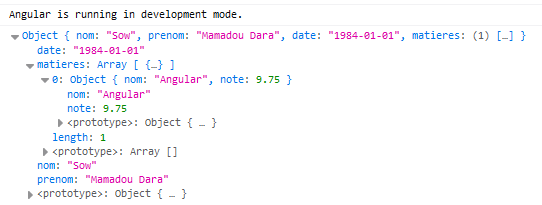 Angular is running in development mode.
Object { nom: "Sow", prenom: "Mamadou Dara", date: "1984-01-01", matieres: (1) […] }
date: "1984-01-01"
matieres: Array [ {…} ]
0: Object { nom: "Angular", note: 9.75 }
nom: "Angular"
note: 9.75
<prototype>: Object { … }
length: 1
<prototype>: Array []
nom: "Sow"
prenom: "Mamadou Dara"
<prototype>: Object { … }